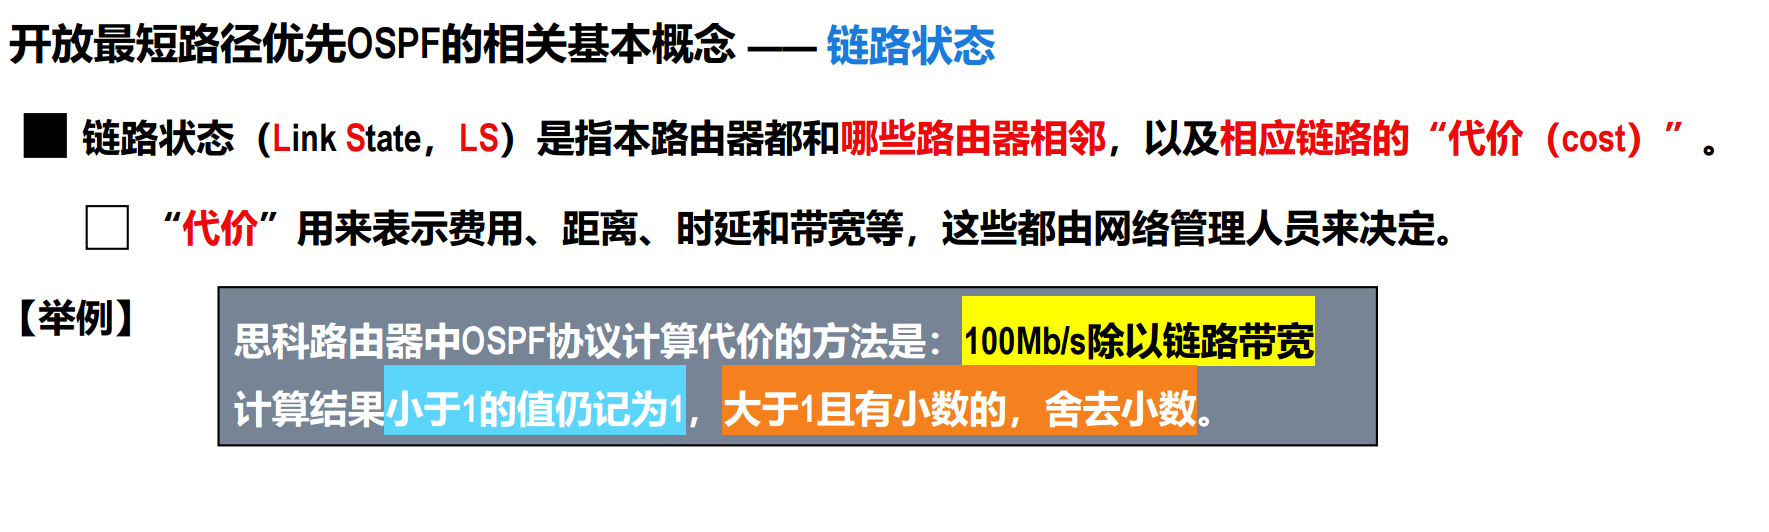 开放最短路径优先OSPF的相关基本概念 —— 链路状态
链路状态（Link State，LS）是指本路由器都和哪些路由器相邻，以及相应链路的“代价（cost）”。
“代价”用来表示费用、距离、时延和带宽等，这些都由网络管理人员来决定。
【举例】
思科路由器中OSPF协议计算代价的方法是：100Mb/s除以链路带宽
计算结果小于1的值仍记为1，大于1且有小数的，舍去小数。